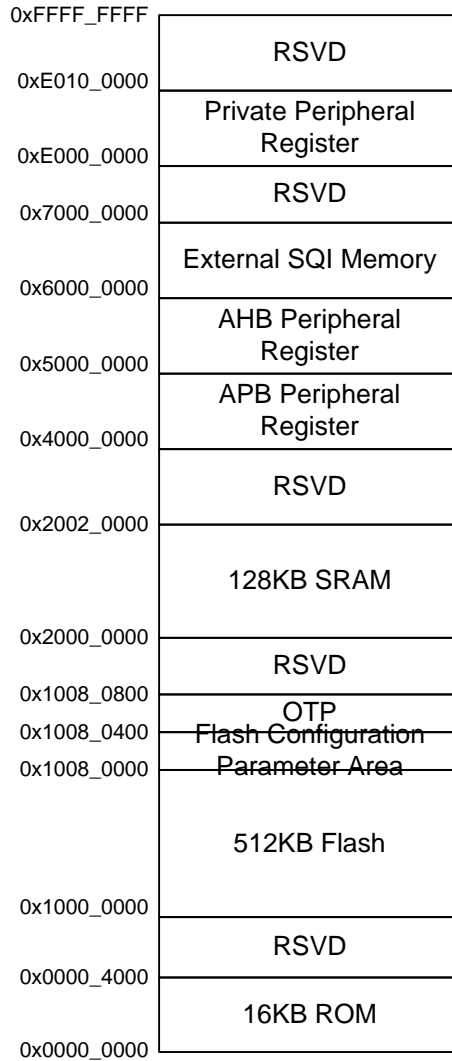 0xFFFF_FFFF
RSVD
0xE010_0000
Private Peripheral
Register
0xE000_0000
RSVD
0x7000_0000
External SQI Memory
0x6000_0000
AHB Peripheral
Register
0x5000_0000
APB Peripheral
Register
0x4000_0000
RSVD
0x2002_0000
128KB SRAM
0x2000_0000
RSVD
0x1008_0800
OTP
0x1008_0400
Flash Configuration
Parameter Area
0x1008_0000
512KB Flash
0x1000_0000
RSVD
0x0000_4000
16KB ROM
0x0000_0000